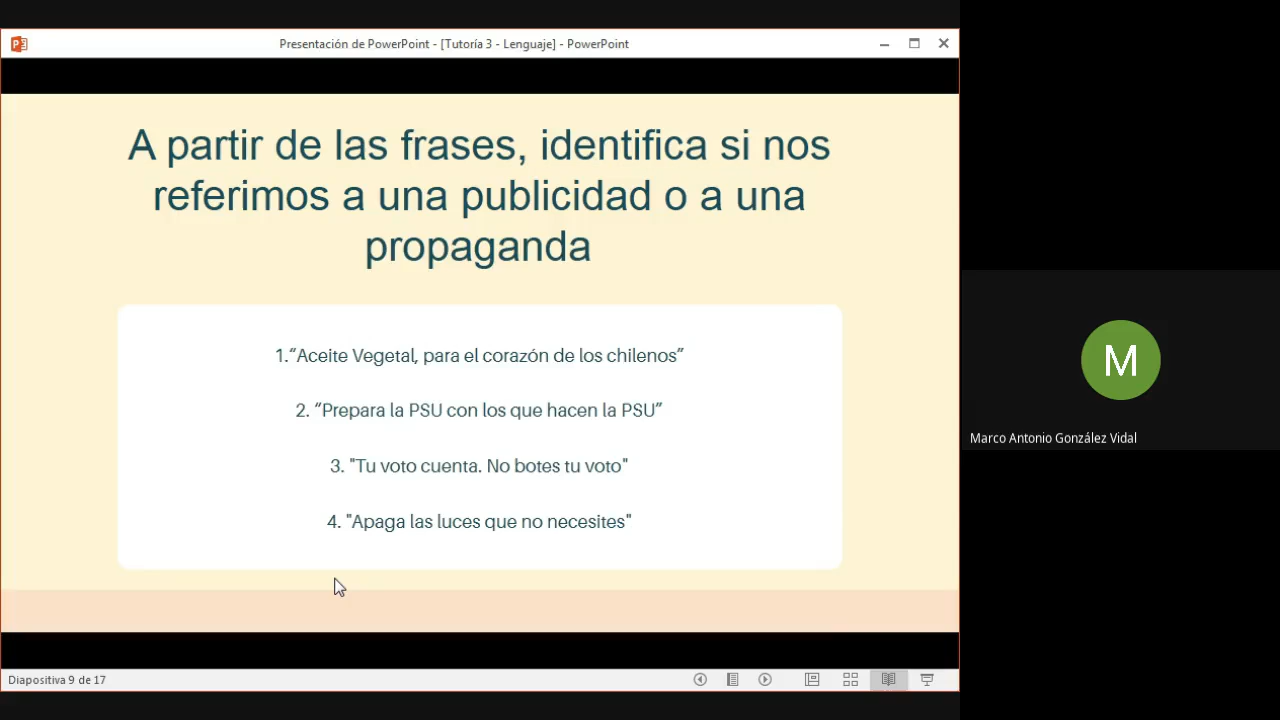 Presentación de PowerPoint - [Tutoría 3 - Lenguaje] - PowerPoint
A partir de las frases, identifica si nos
referimos a una publicidad o a una
propaganda
1.“Aceite Vegetal, para el corazón de los chilenos”
2. “Prepara la PSU con los que hacen la PSU”
3. "Tu voto cuenta. No botes tu voto"
4. "Apaga las luces que no necesites"
M
Marco Antonio González Vidal
Diapositiva 9 de 17